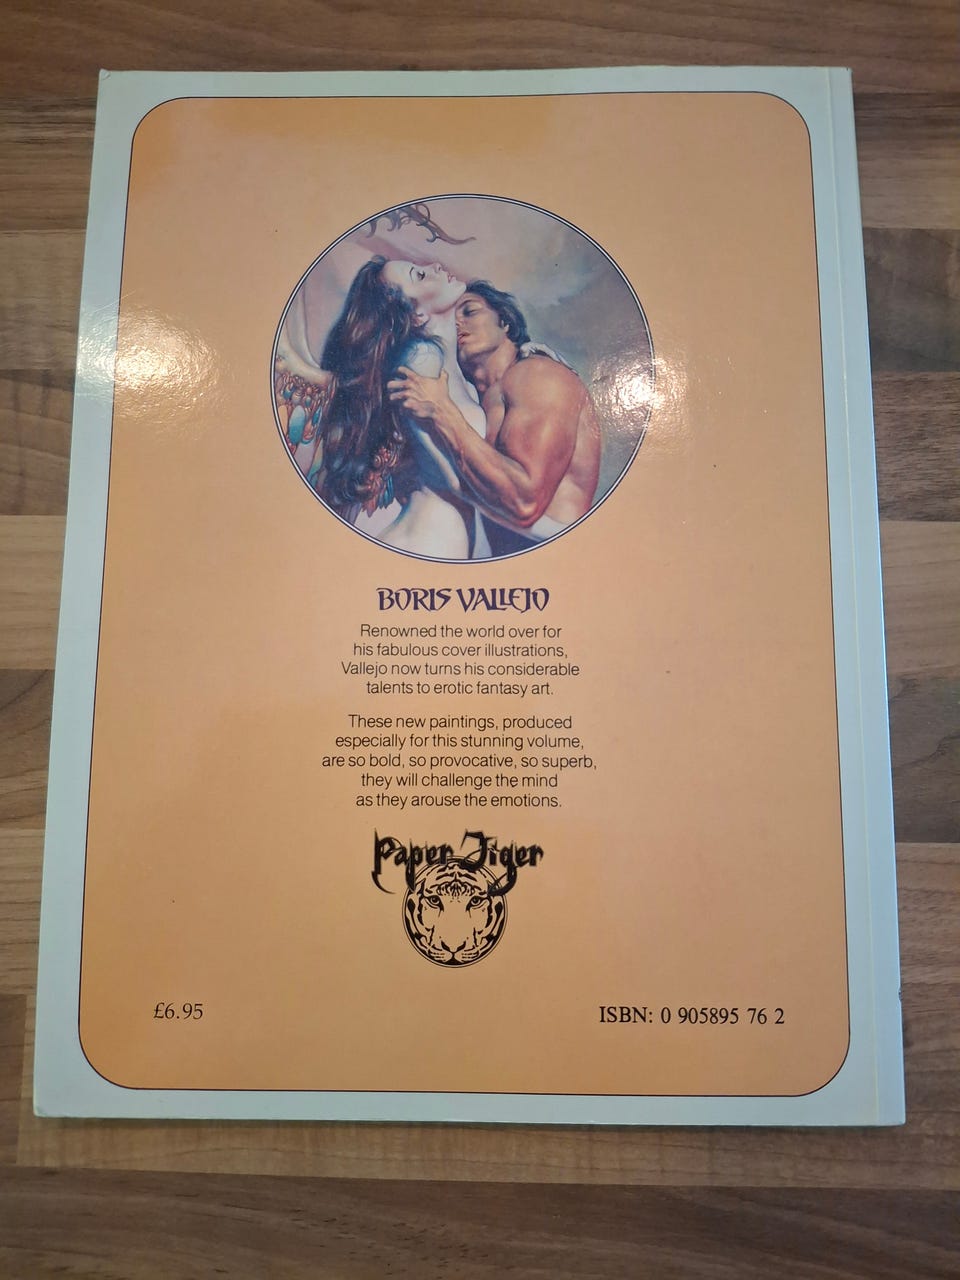 BORIS VALLEJO
Renowned the world over for
his fabulous cover illustrations,
Vallejo now turns his considerable
talents to erotic fantasy art.
These new paintings, produced
especially for this stunning volume,
are so bold, so provocative, so superb,
they will challenge the mind
as they arouse the emotions.
Paper Tiger
£6.95
ISBN: 0 905895 76 2